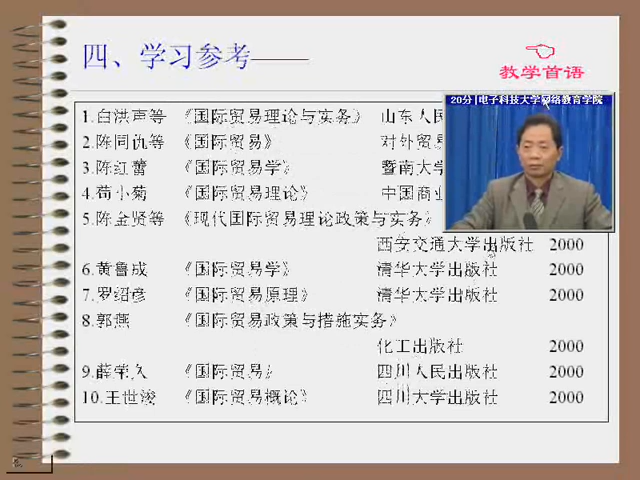 四、学习参考——
教学首语
20分 | 电子科技大学网络教育学院
1.白洪声等 《国际贸易理论与实务》 山东人民
2.陈同仇等 《国际贸易》 对外贸易
3.陈红蕾 《国际贸易学》 暨南大学
4.苟小菊 《国际贸易理论》 中国商业
5.陈金贤等 《现代国际贸易理论政策与实务》
西安交通大学出版社 2000
6.黄鲁成 《国际贸易学》 清华大学出版社 2000
7.罗绍彦 《国际贸易原理》 清华大学出版社 2000
8.郭燕 《国际贸易政策与措施实务》
化工出版社 2000
9.薛荣久 《国际贸易》 四川人民出版社 2000
10.王世浚 《国际贸易概论》 四川大学出版社 2000